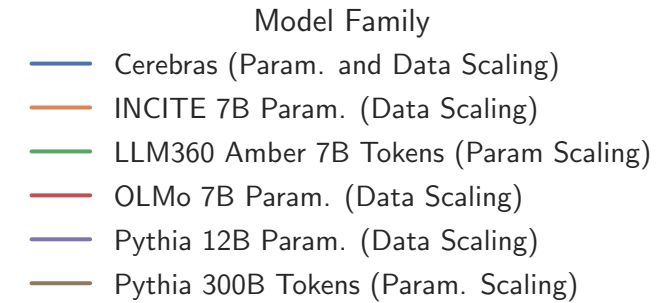 Model Family
Cerebras (Param. and Data Scaling)
INCITE 7B Param. (Data Scaling)
LLM360 Amber 7B Tokens (Param Scaling)
OLMo 7B Param. (Data Scaling)
Pythia 12B Param. (Data Scaling)
Pythia 300B Tokens (Param. Scaling)